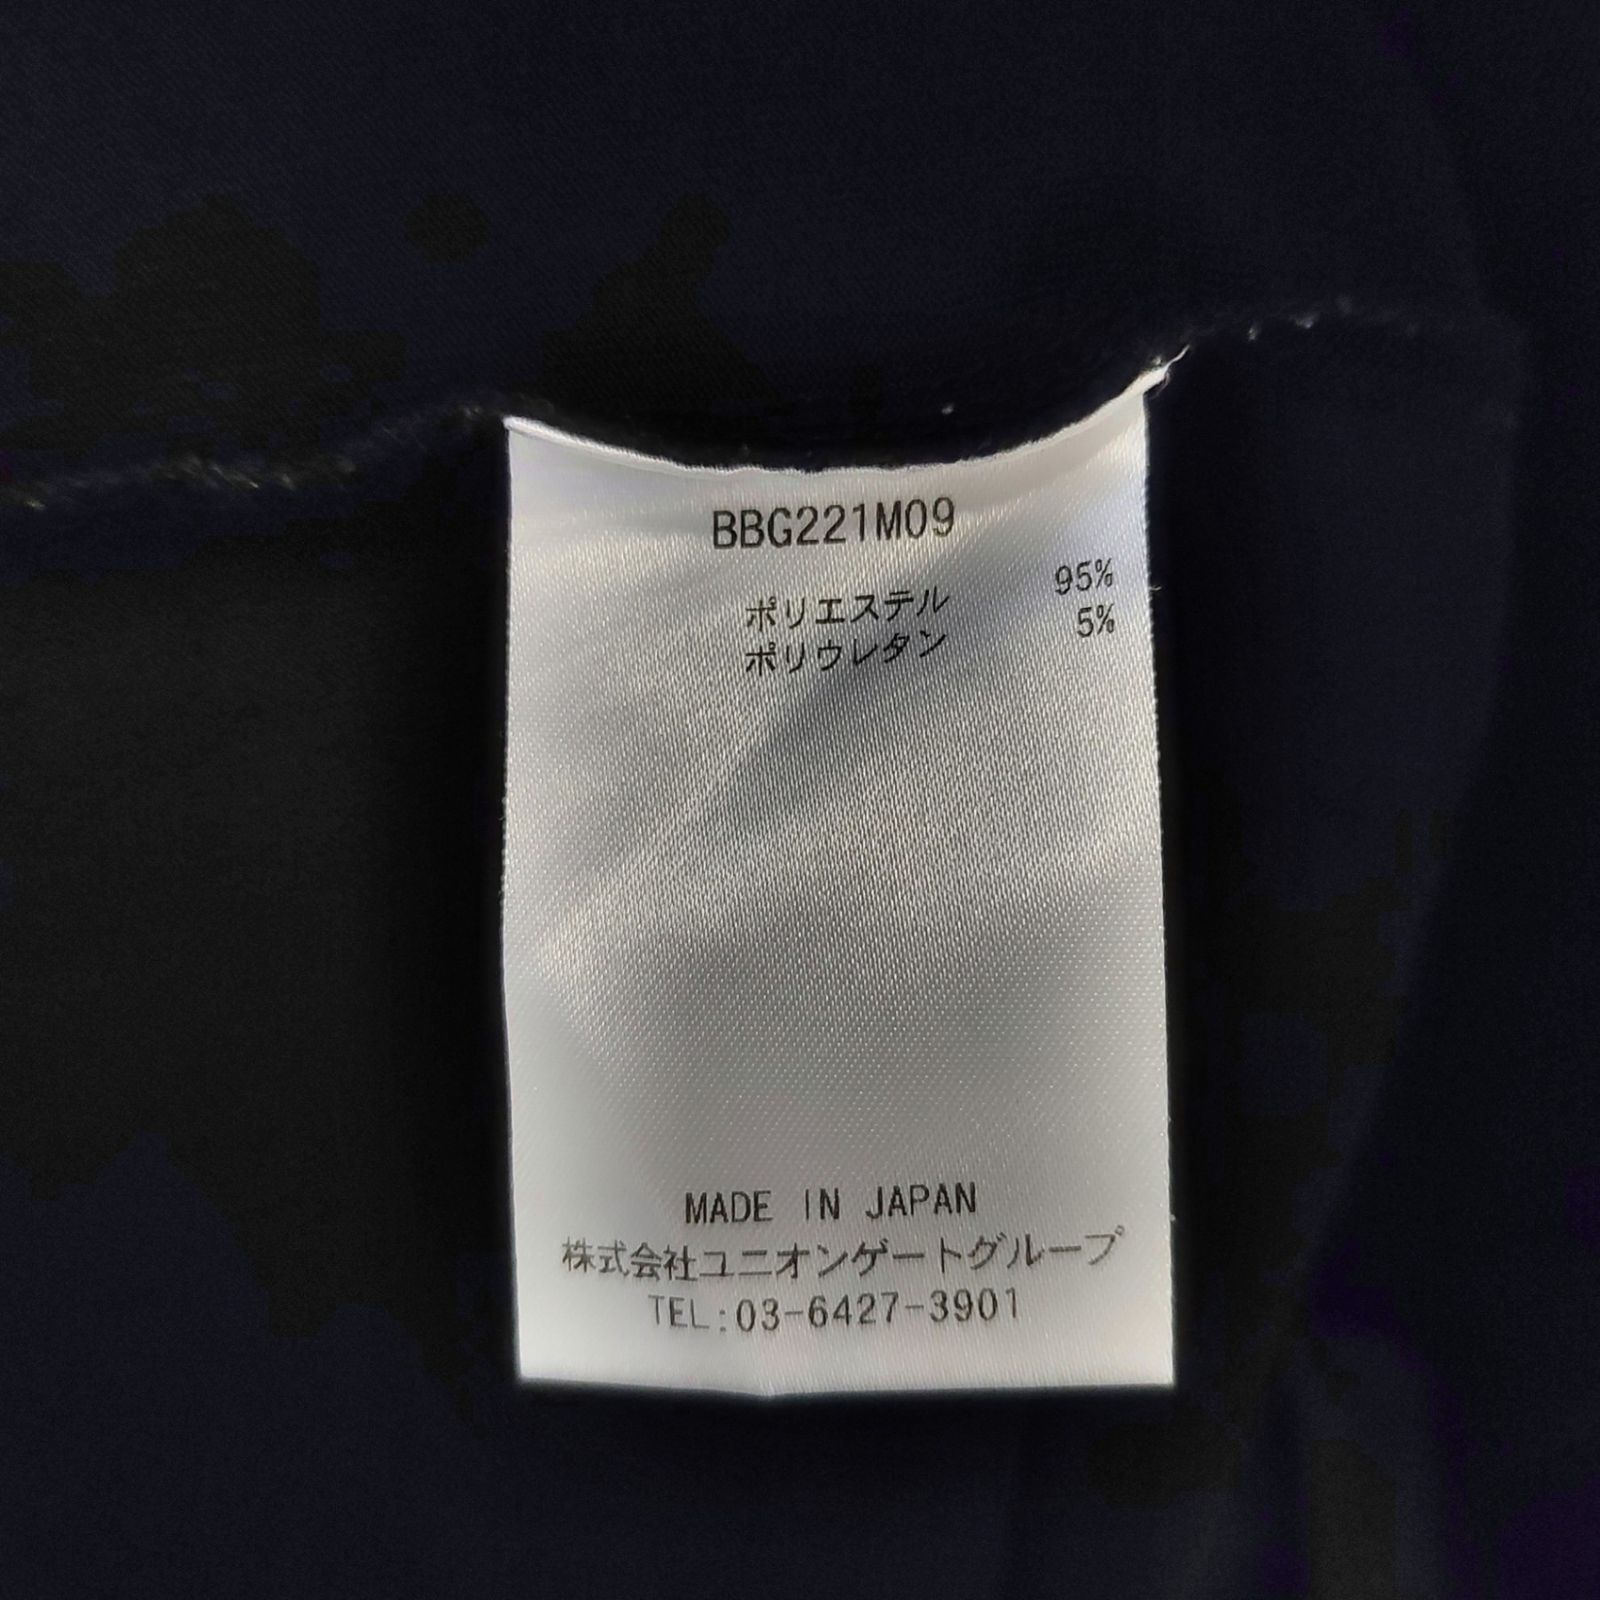 BBG221M09
ポリエステル 95%
ポリウレタン 5%
MADE IN JAPAN
株式会社ユニオンゲートグループ
TEL:03-6427-3901